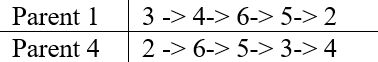 Parent 1 3 -> 4-> 6-> 5-> 2
Parent 4 2 -> 6-> 5-> 3-> 4